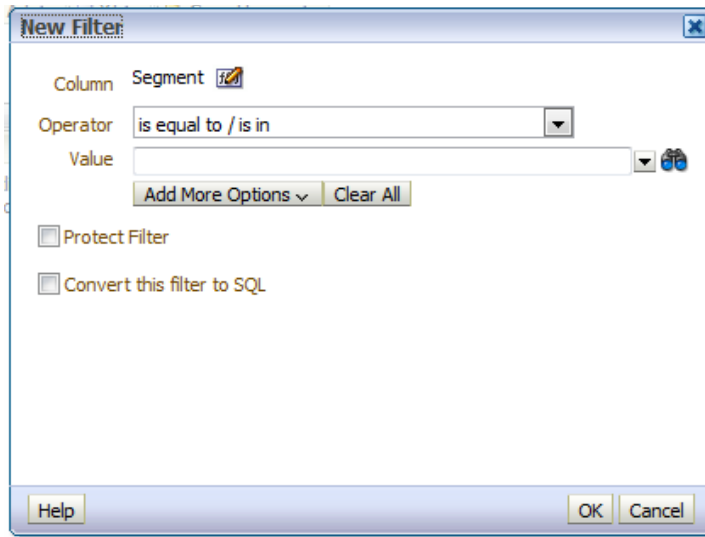 New Filter
Column Segment
Operator is equal to / is in
Value
Add More Options Clear All
Protect Filter
Convert this filter to SQL
Help OK Cancel